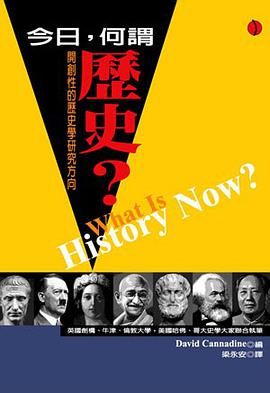 今日，何謂
歷史？
開創性的歷史學研究方向
What Is
History Now?
英國劍橋、牛津、倫敦大學，美國哈佛、哥大史學大家聯合執筆
David Cannadine◎編
梁永安◎譯